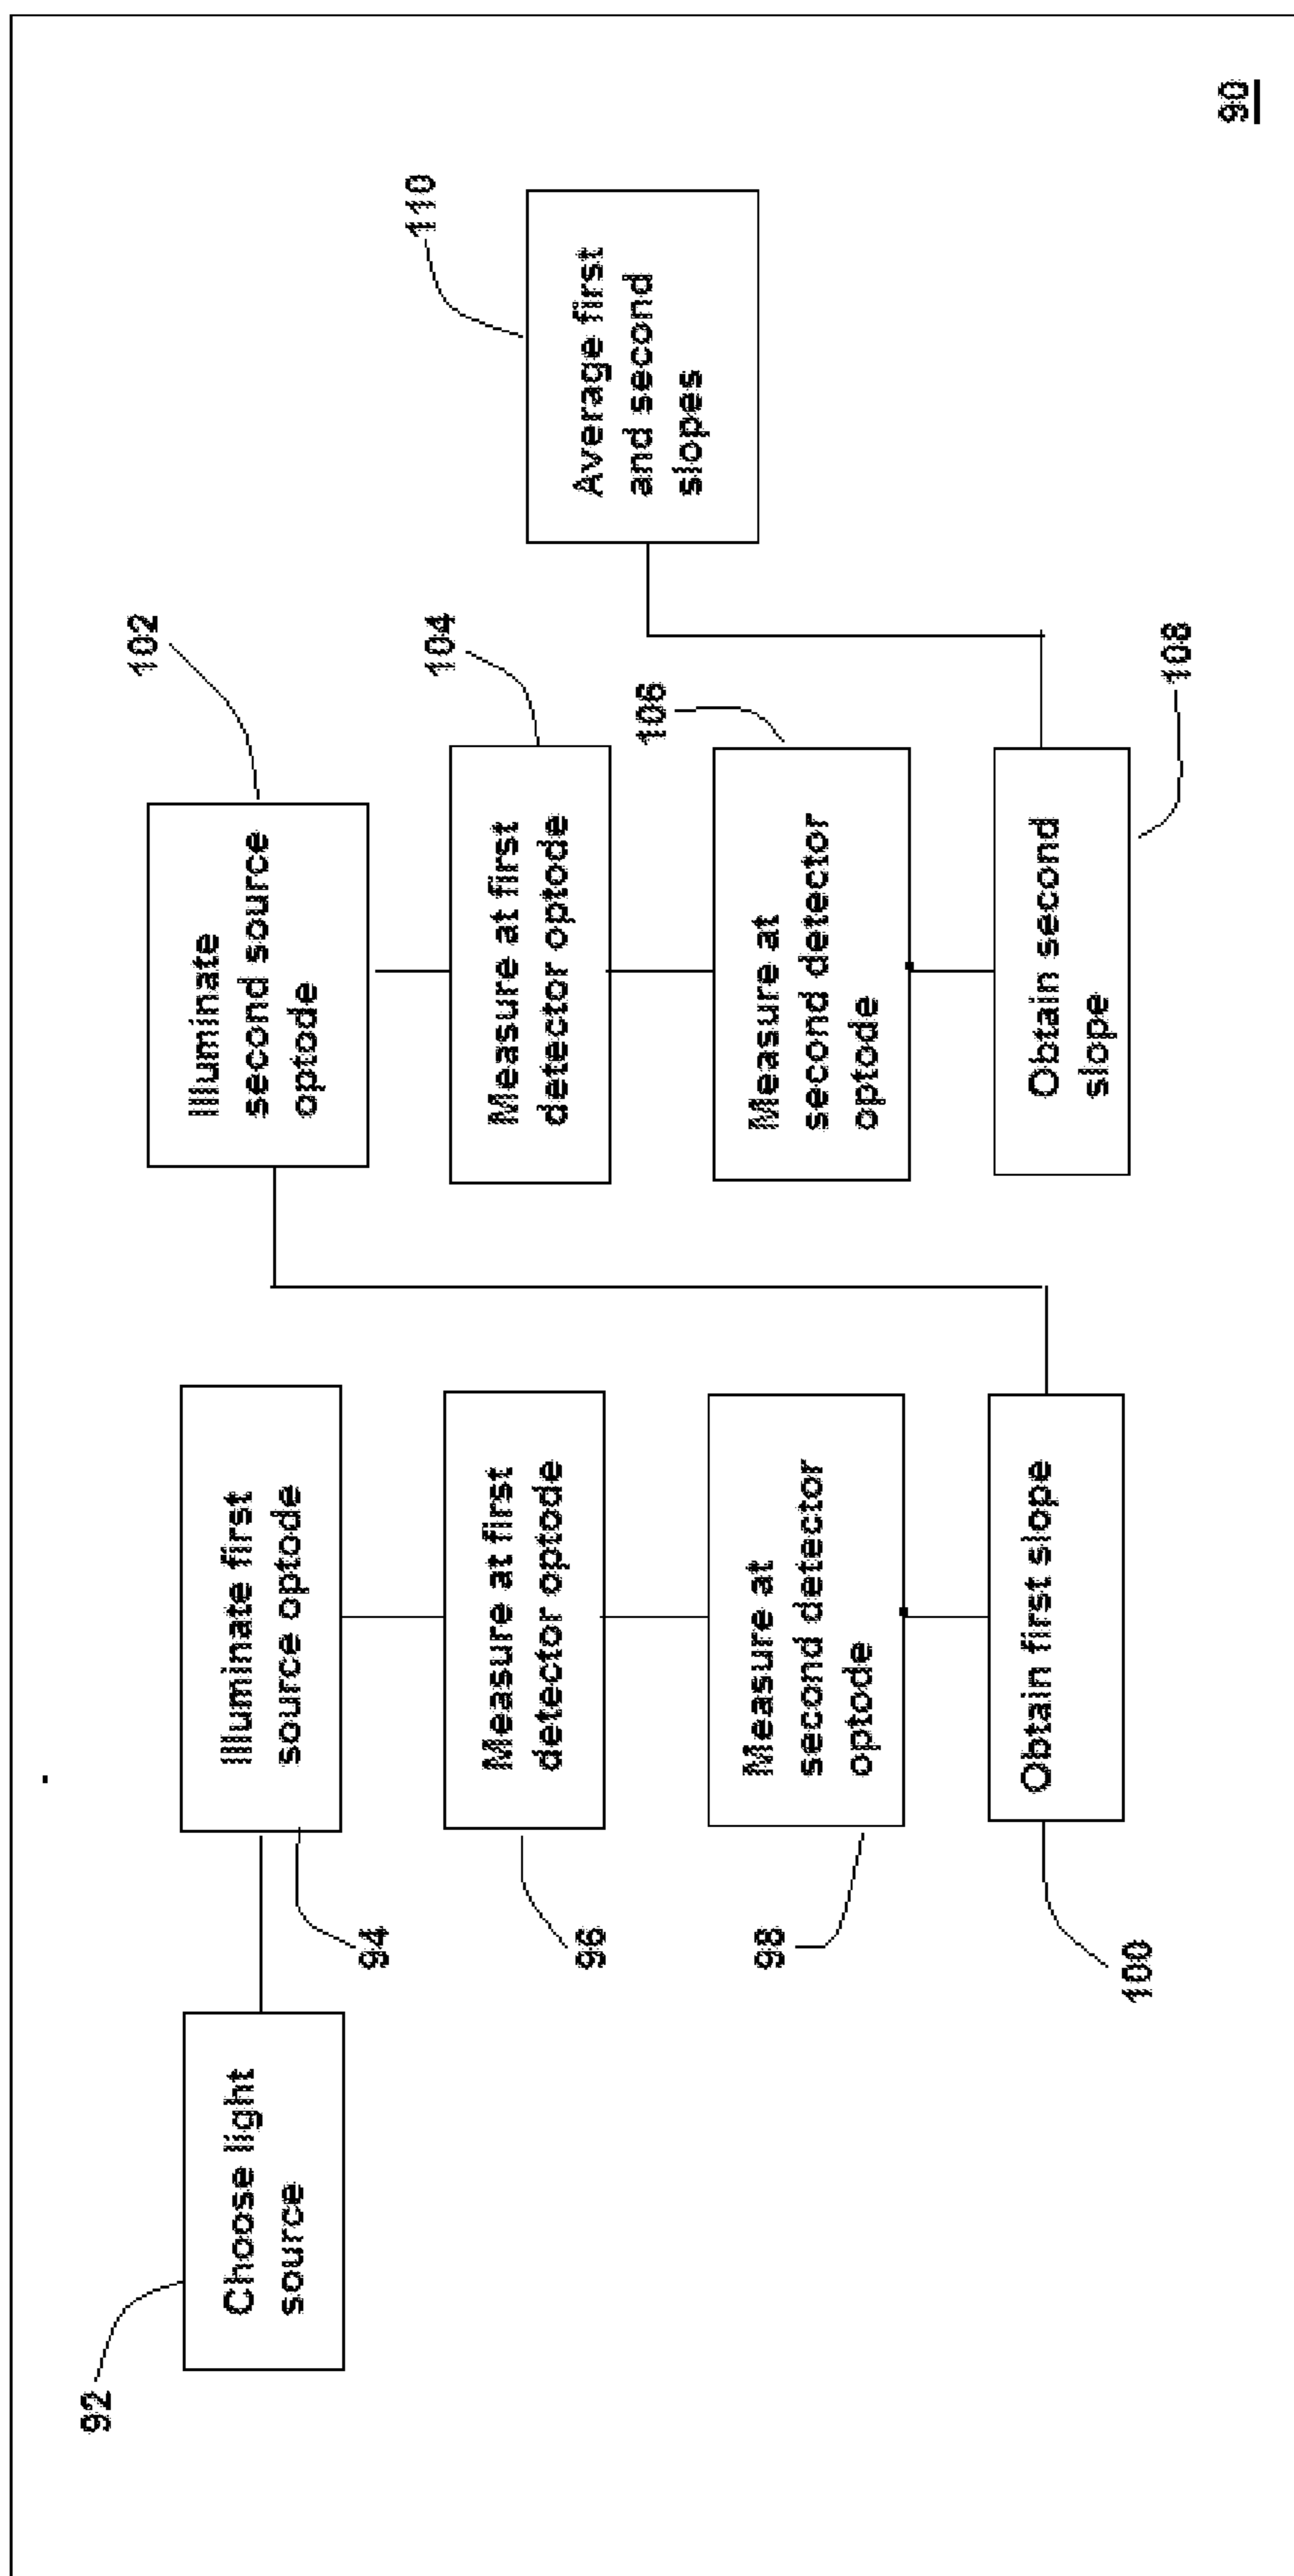 92
Choose light
source
94
Illuminate first
source optode
96
Measure at first
detector optode
98
Measure at
second detector
optode
100
Obtain first slope
102
Illuminate
second source
optode
104
Measure at first
detector optode
106
Measure at
second detector
optode
108
Obtain second
slope
110
Average first
and second
slopes
90